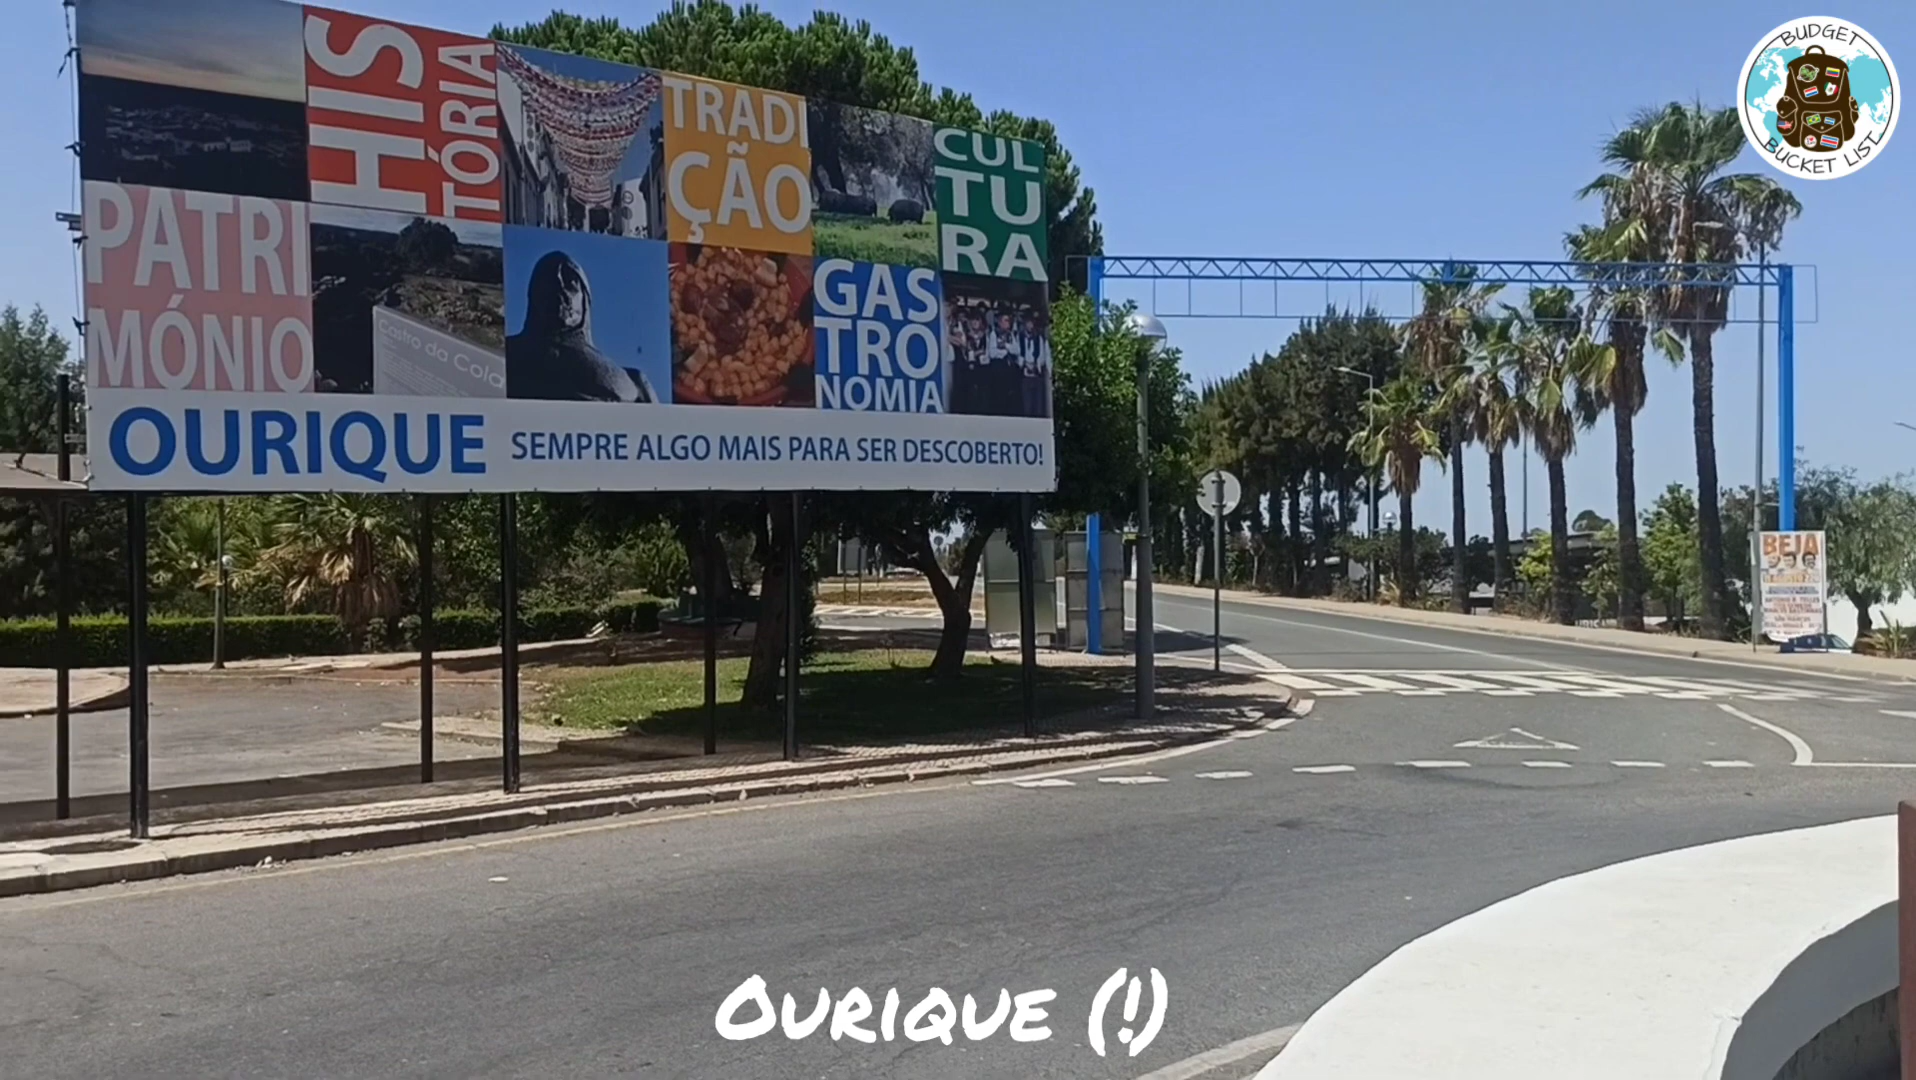 HIS
TÓRIA
TRADI
ÇÃO
CUL
TU
RA
PATRI
MÓNIO
Castro da Cola
GAS
TRO
NOMIA
OURIQUE SEMPRE ALGO MAIS PARA SER DESCOBERTO!
BEJA
BUDGET
BUCKET LIST
OURIQUE (!)